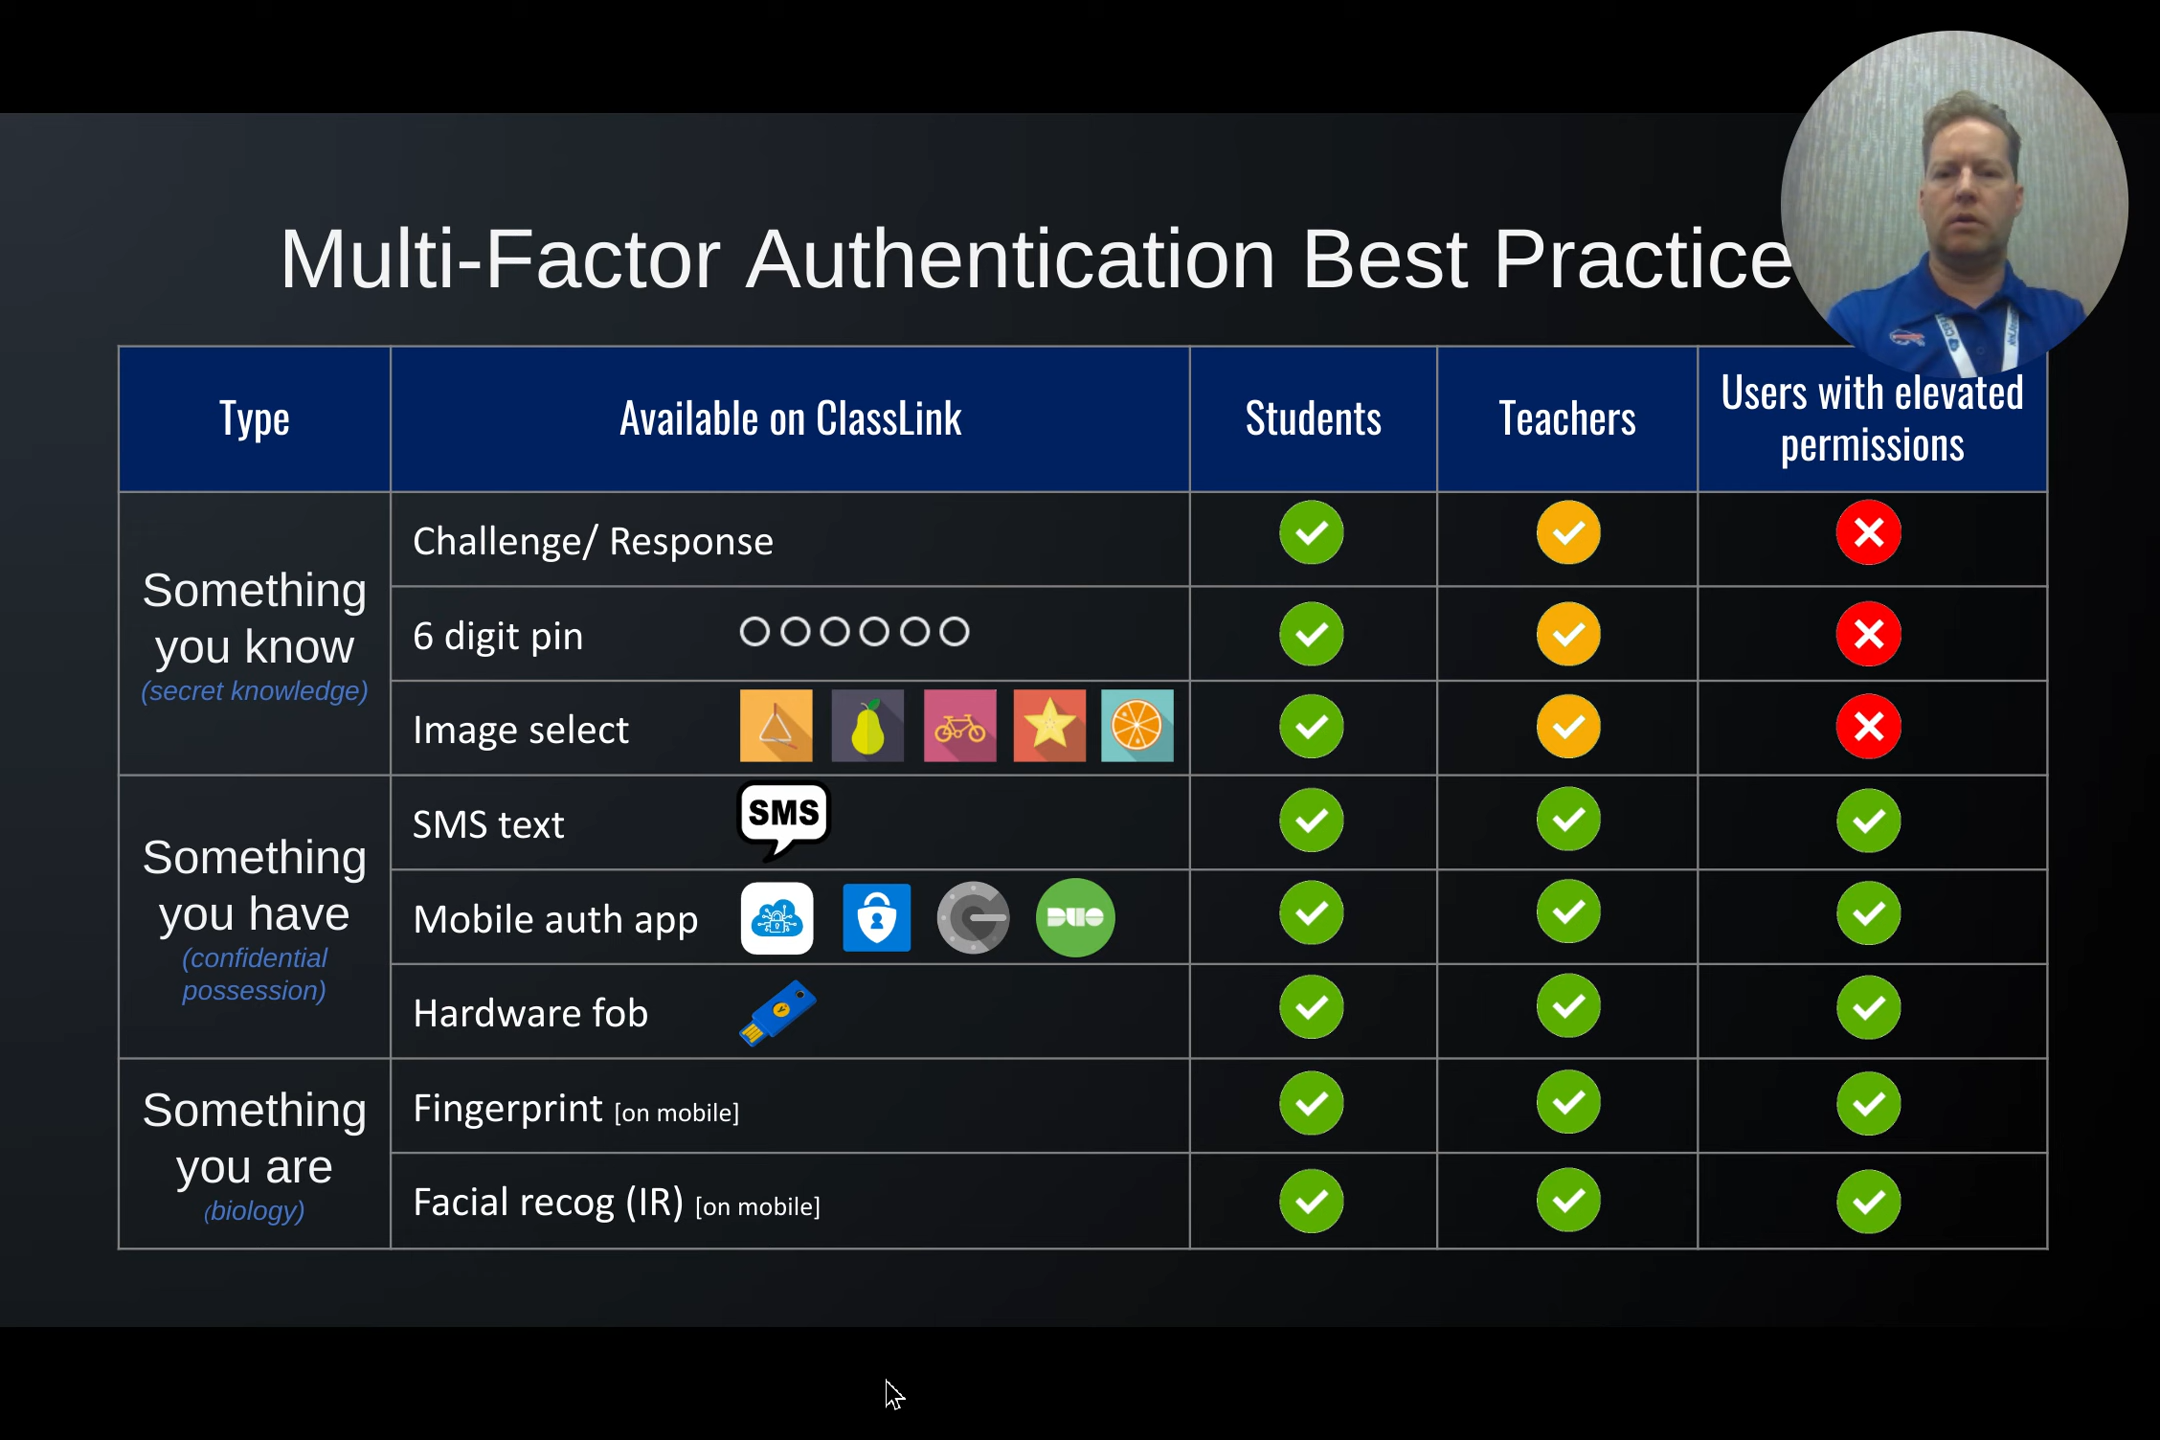 Multi-Factor Authentication Best Practice
Type
Available on ClassLink
Students
Teachers
Users with elevated
permissions
Something
you know
(secret knowledge)
Challenge/ Response
6 digit pin
Image select
Something
you have
(confidential
possession)
SMS text
SMS
Mobile auth app
DUO
Hardware fob
Something
you are
(biology)
Fingerprint [on mobile]
Facial recog (IR) [on mobile]